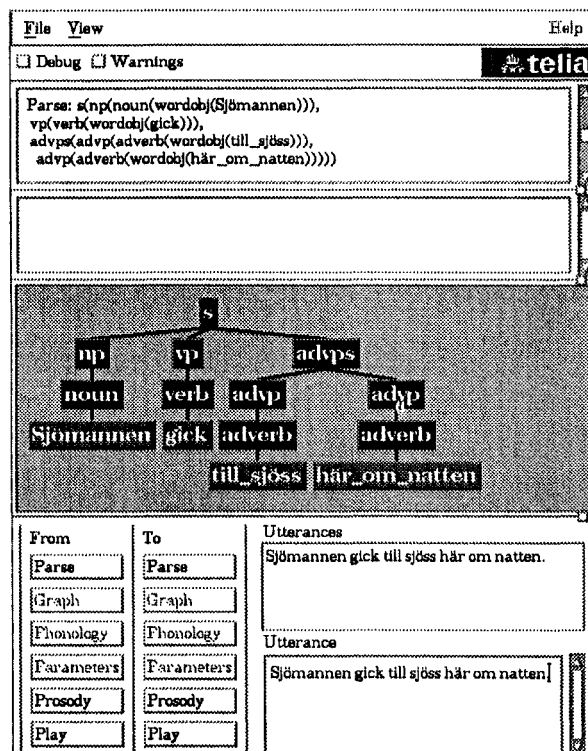 File View Help
Debug Warnings telia
Parse: s(np(noun(wordobj(Sjömannen))),
vp(verb(wordobj(gick))),
advps(advp(adverb(wordobj(till_sjöss))),
advp(adverb(wordobj(här_om_natten)))))
s
np vp advps
noun verb advp advp
Sjömannen gick adverb adverb
till_sjöss här_om_natten
From To Utterances
Parse Parse Sjömannen gick till sjöss här om natten.
Graph Graph
Phonology Phonology
Utterance
Parameters Parameters Sjömannen gick till sjöss här om natten.
Prosody Prosody
Play Play